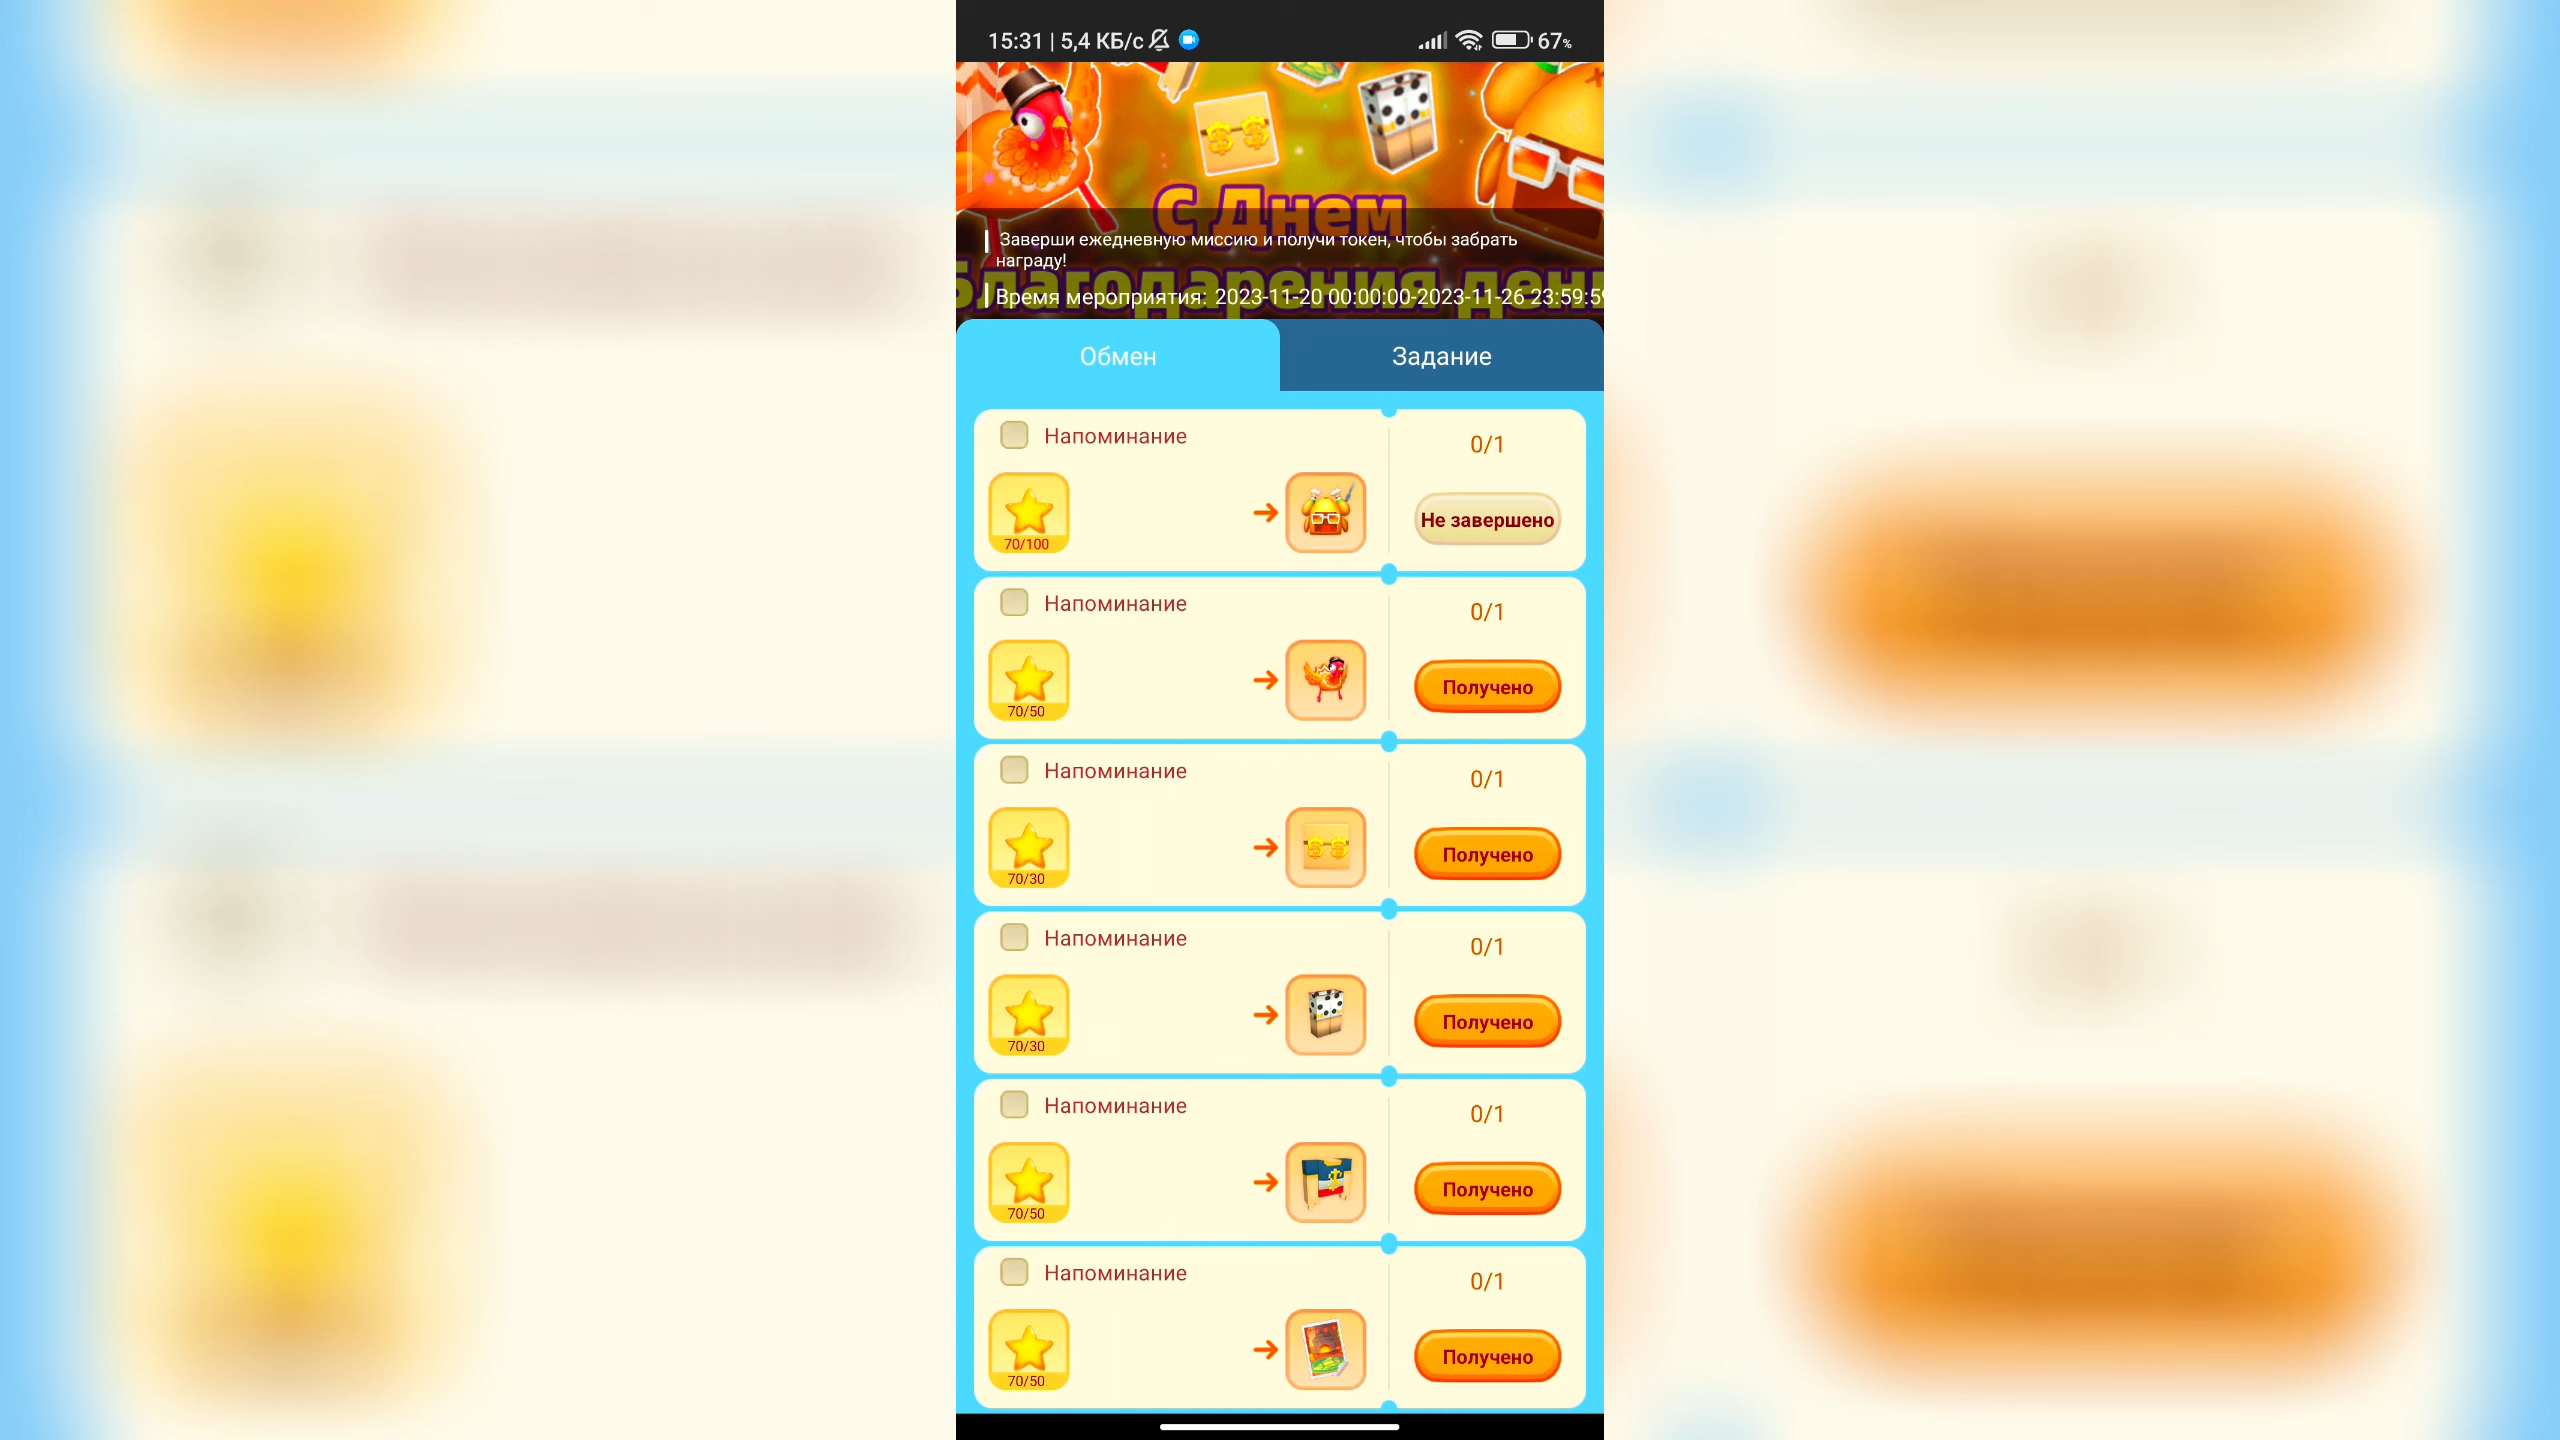 15:31 | 5,4 КБ/с
67%
С Днем
Благодарения ден
Заверши ежедневную миссию и получи токен, чтобы забрать
награду!
Время мероприятия: 2023-11-20 00:00:00-2023-11-26 23:59:59
Обмен
Задание
Напоминание
0/1
70/100
Не завершено
Напоминание
0/1
70/50
Получено
Напоминание
0/1
70/30
Получено
Напоминание
0/1
70/30
Получено
Напоминание
0/1
70/50
Получено
Напоминание
0/1
70/50
Получено